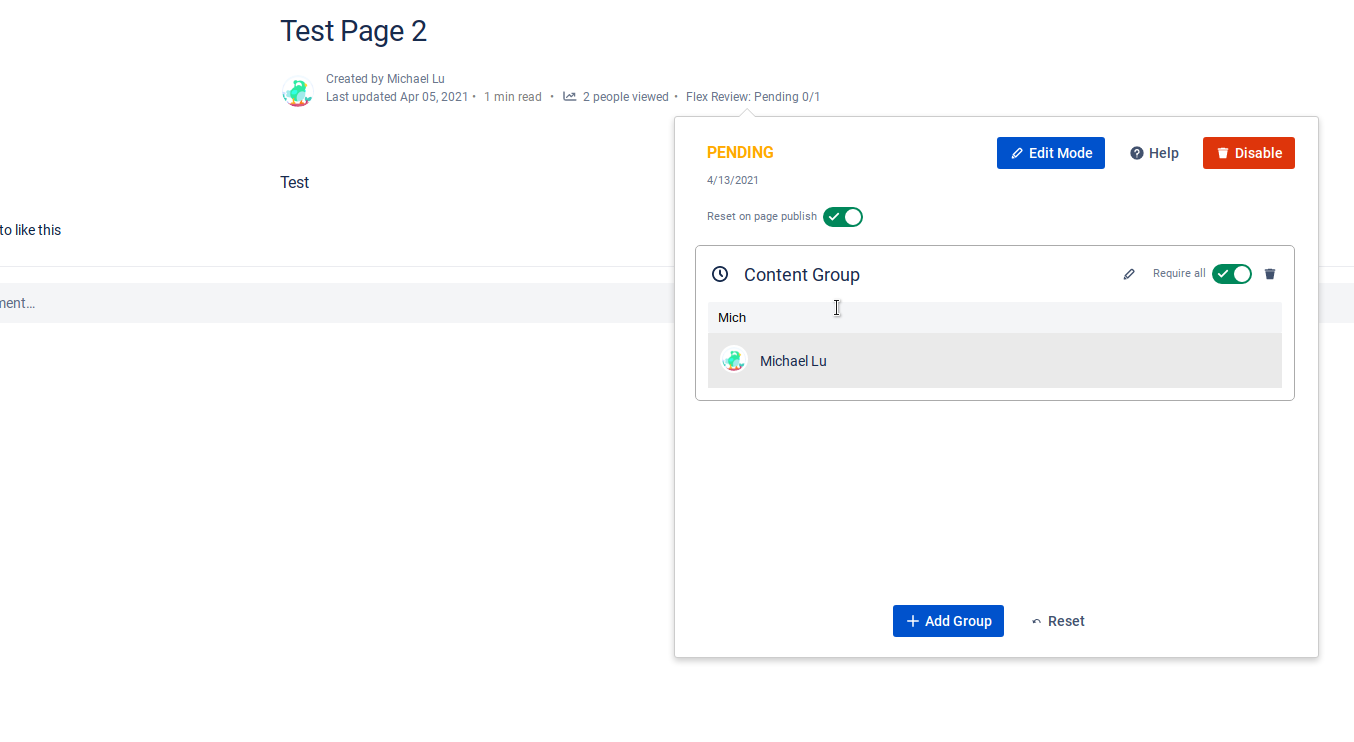 Test Page 2
Created by Michael Lu
Last updated Apr 05, 2021 • 1 min read • 2 people viewed • Flex Review: Pending 0/1
Test
to like this
ment…
PENDING
Edit Mode
Help
Disable
4/13/2021
Reset on page publish
Content Group
Require all
Mich
Michael Lu
Add Group
Reset